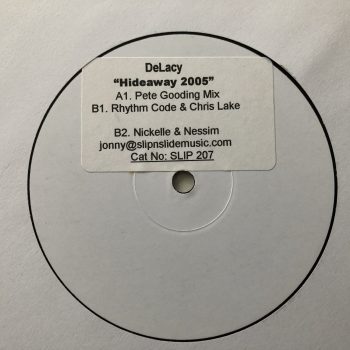 DeLacy
“Hideaway 2005”
A1. Pete Gooding Mix
B1. Rhythm Code & Chris Lake
B2. Nickelle & Nessim
jonny@slipnslidemusic.com
Cat No: SLIP 207